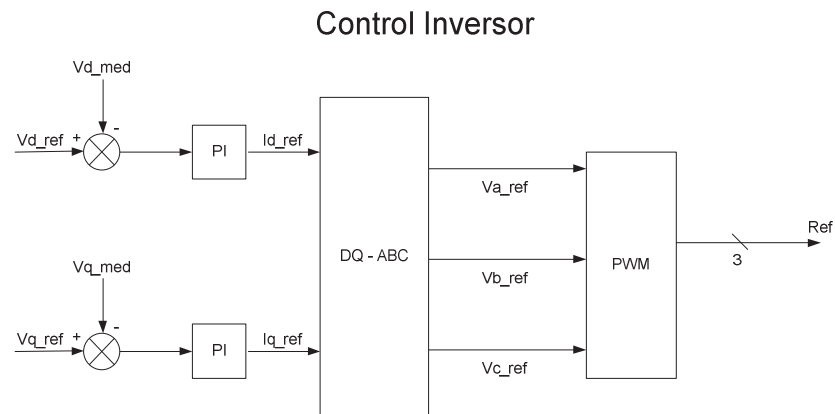 Control Inversor
Vd_med
-
Vd_ref +
PI
Id_ref
Va_ref
Ref
DQ - ABC
PWM
3
Vq_med
Vb_ref
-
Vq_ref +
PI
Iq_ref
Vc_ref